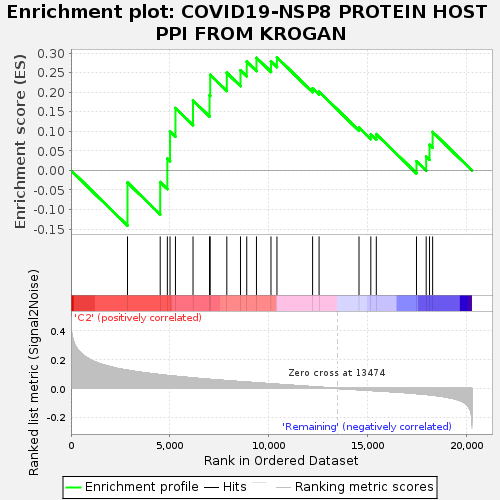 Enrichment plot: COVID19-NSP8 PROTEIN HOST
PPI FROM KROGAN
Enrichment score (ES)
0.30
0.25
0.20
0.15
0.10
0.05
0.00
-0.05
-0.10
-0.15
'C2' (positively correlated)
Ranked list metric (Signal2Noise)
0.4
0.2
0.0
-0.2
Zero cross at 13474
'Remaining' (negatively correlated)
0
5,000
10,000
15,000
20,000
Rank in Ordered Dataset
Enrichment profile
Hits
Ranking metric scores